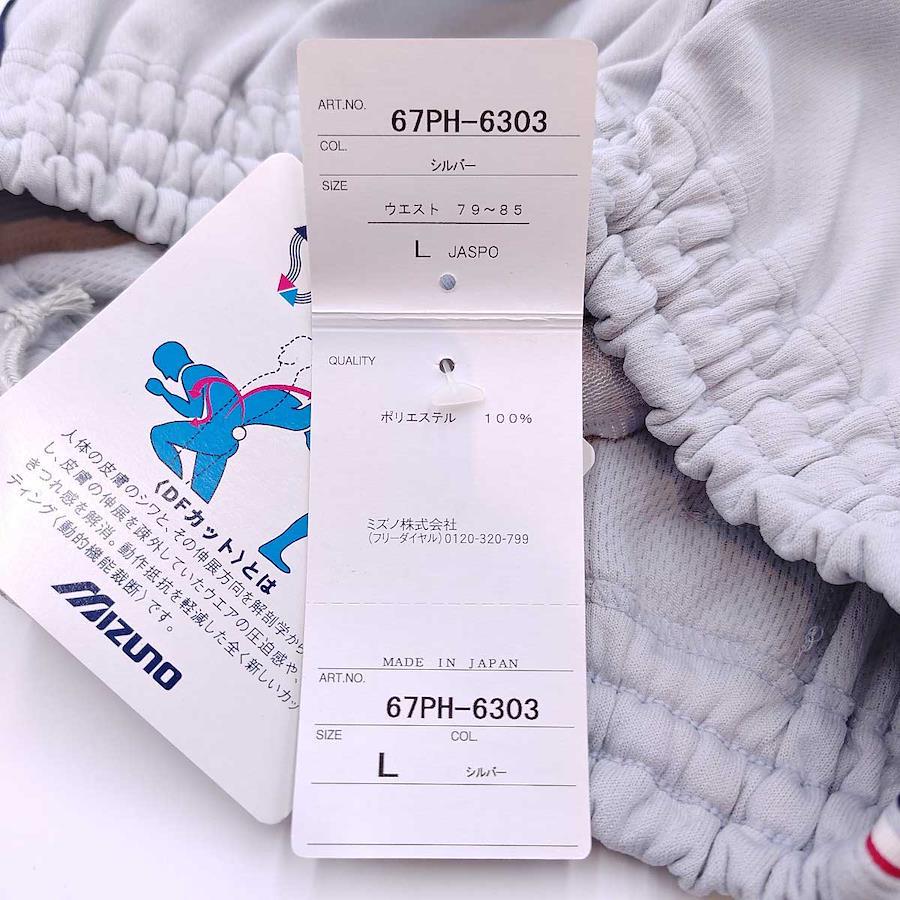 ART.NO.
67PH-6303
COL.
シルバー
SIZE
ウエスト 79~85
L JASPO
QUALITY
ポリエステル 100%
ミズノ株式会社
(フリーダイヤル)0120-320-799
MADE IN JAPAN
ART.NO.
67PH-6303
SIZE
COL.
L
シルバー
〈DFカット〉とは
人体の皮膚のシワと、その伸展方向を解剖学から
し、皮膚の伸展を疎外していたウエアの圧迫感や、
きつれ感を解消。動作抵抗を軽減した全く新しいカッ
ティング〈動的機能裁断〉です。
MIZUNO